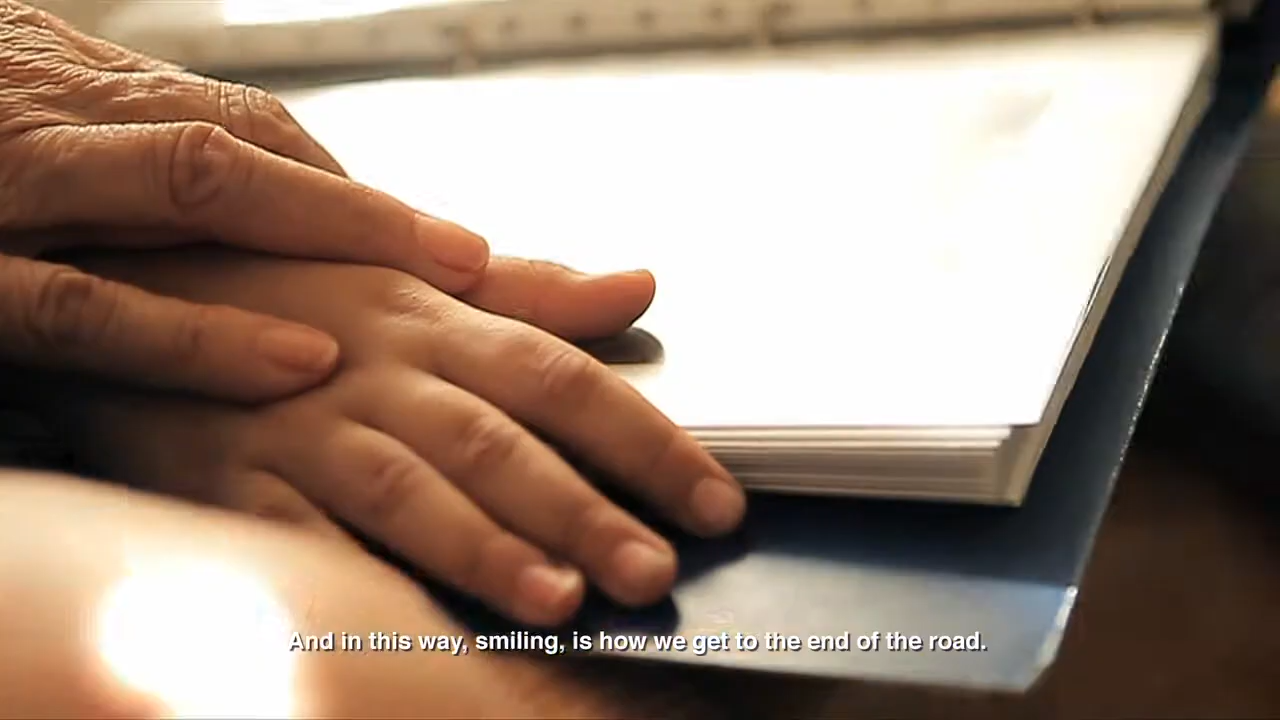 And in this way, smiling, is how we get to the end of the road.